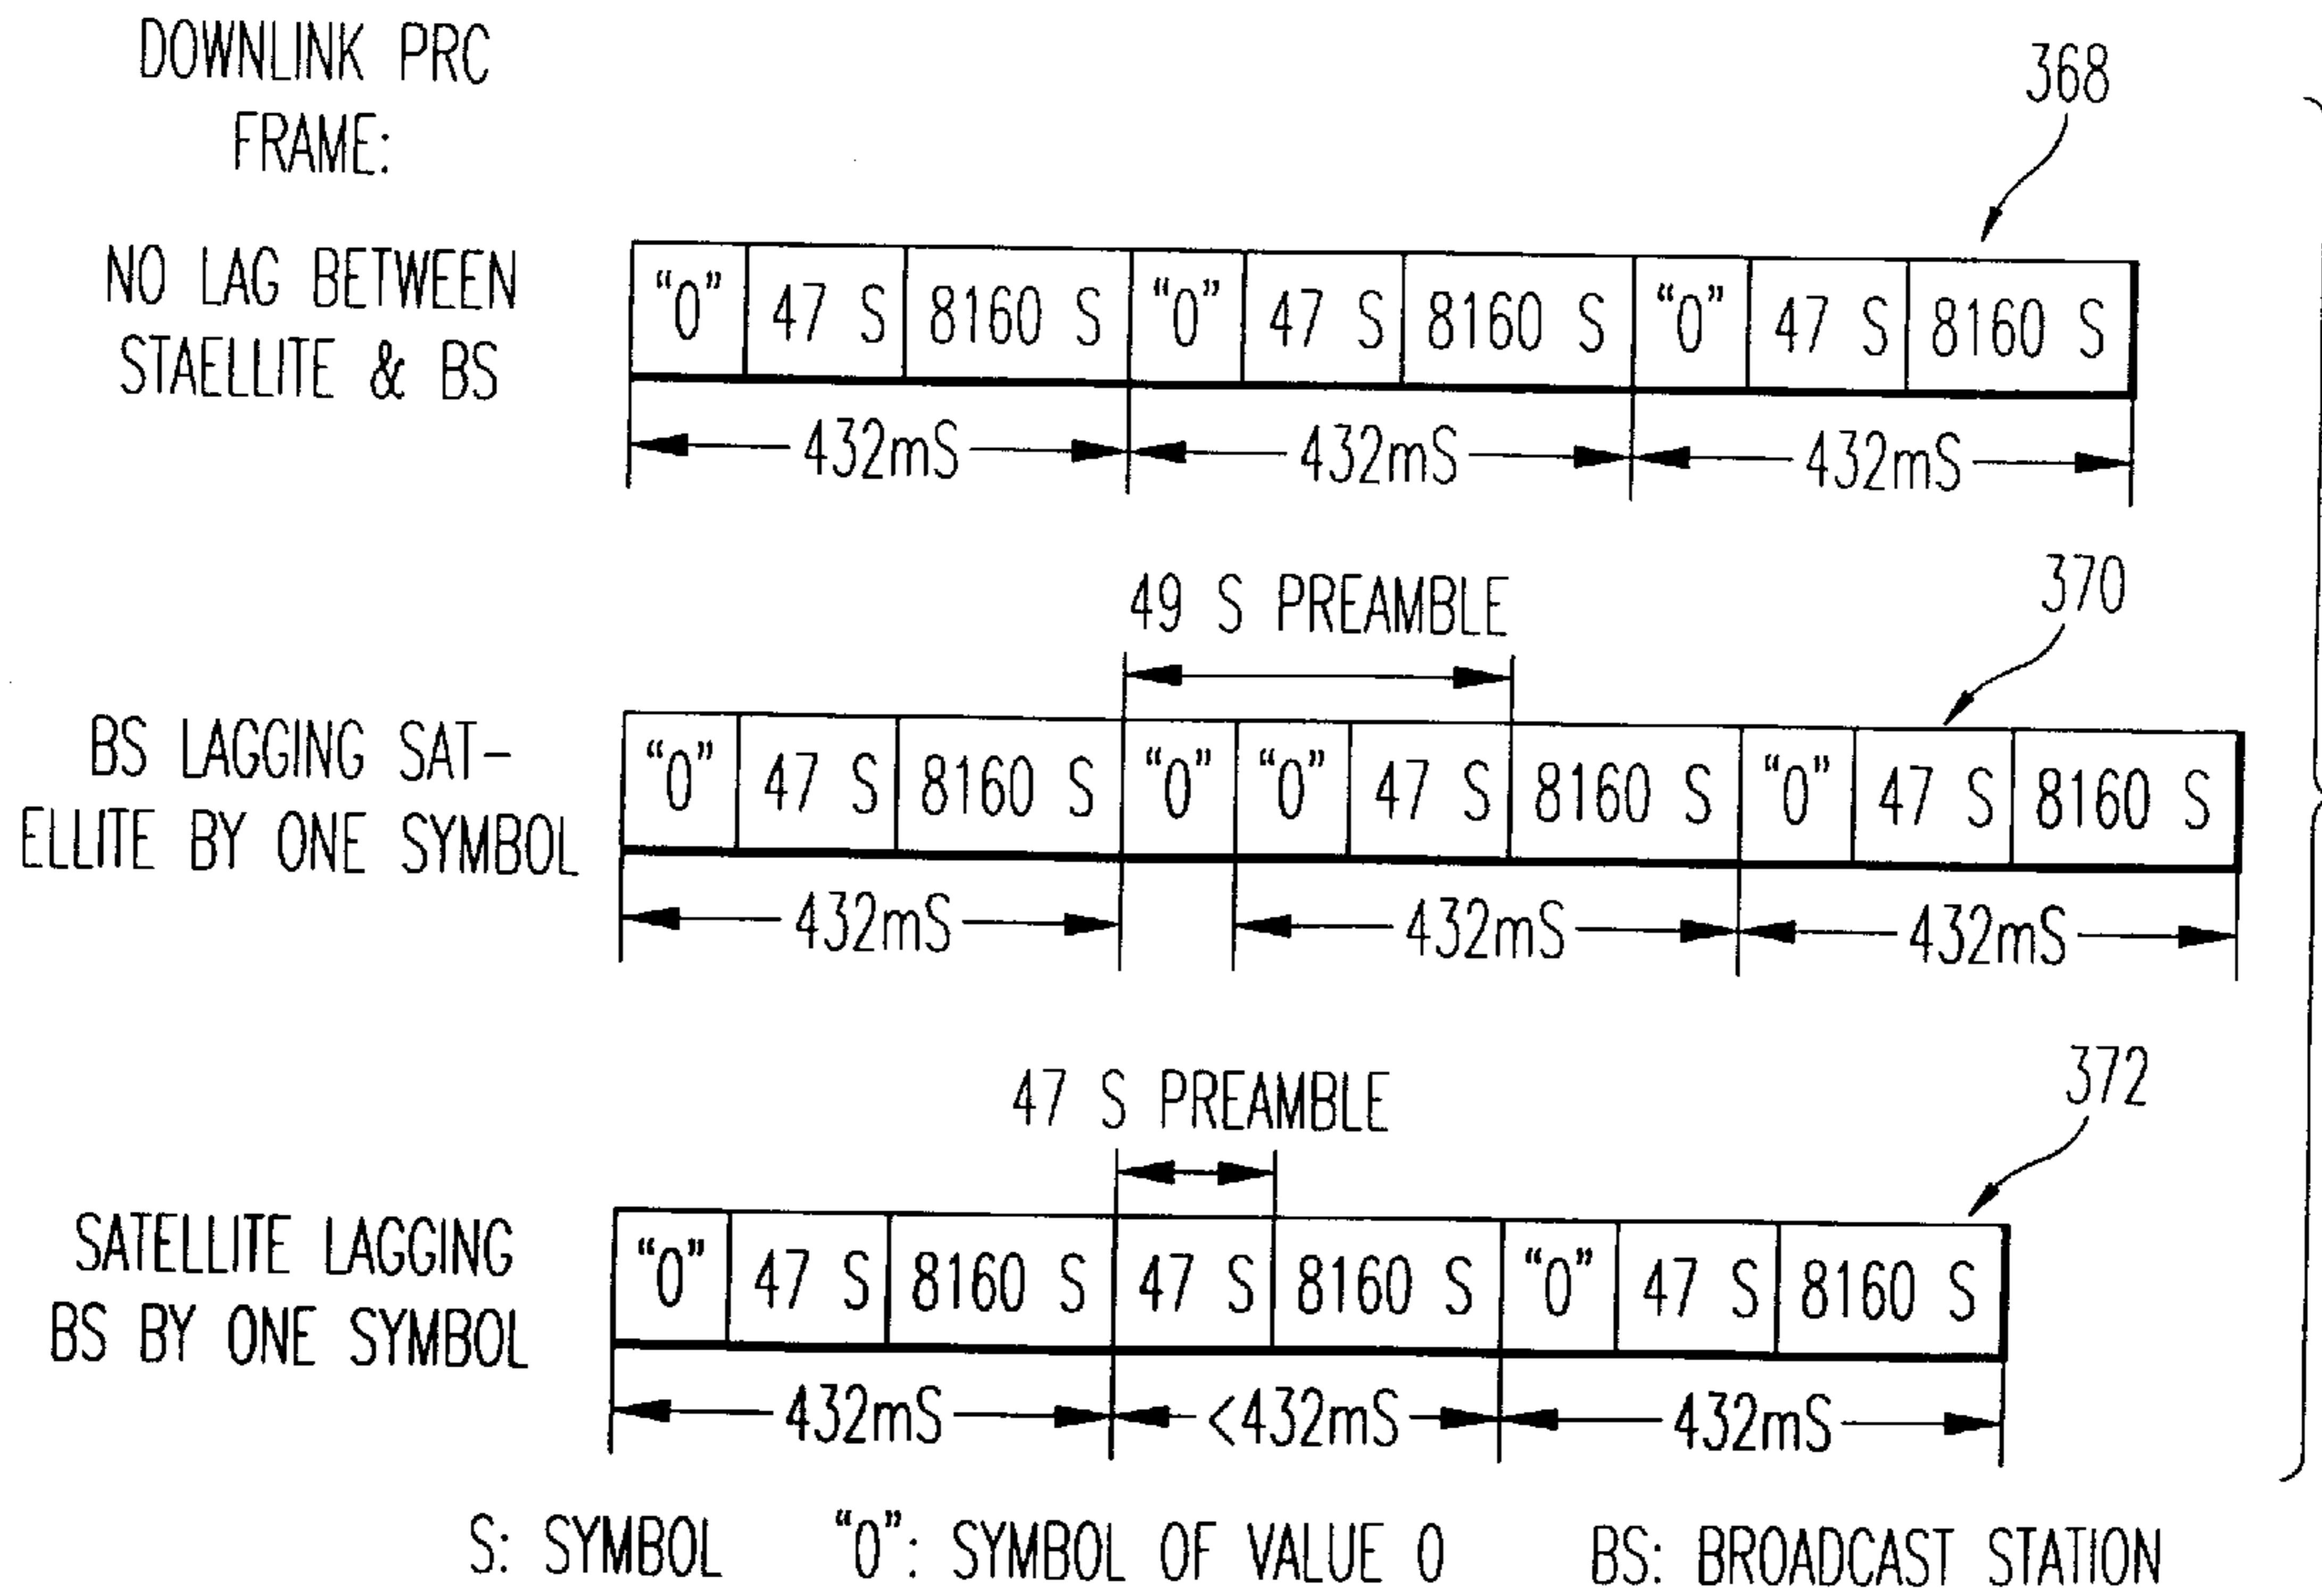 DOWNLINK PRC
FRAME:
368
NO LAG BETWEEN
STAELLITE & BS
“0” 47 S 8160 S “0” 47 S 8160 S “0” 47 S 8160 S
432mS 432mS 432mS
49 S PREAMBLE
370
BS LAGGING SAT-
ELLITE BY ONE SYMBOL
“0” 47 S 8160 S “0” “0” 47 S 8160 S “0” 47 S 8160 S
432mS 432mS 432mS
47 S PREAMBLE
372
SATELLITE LAGGING
BS BY ONE SYMBOL
“0” 47 S 8160 S 47 S 8160 S “0” 47 S 8160 S
432mS <432mS 432mS
S: SYMBOL “0”: SYMBOL OF VALUE 0 BS: BROADCAST STATION